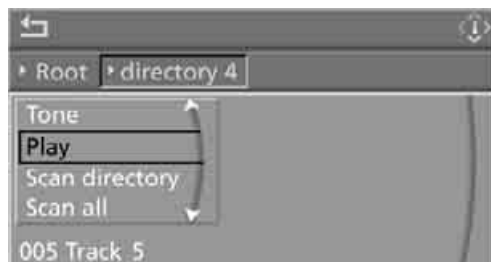 Root directory 4
Tone
Play
Scan directory
Scan all
005 Track 5